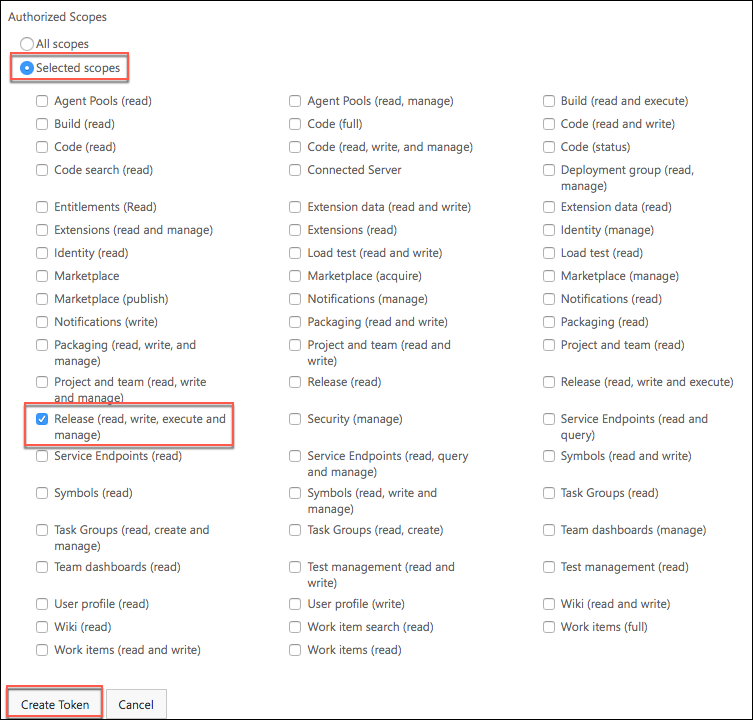 Authorized Scopes
All scopes
Selected scopes
Agent Pools (read)
Agent Pools (read, manage)
Build (read and execute)
Build (read)
Code (full)
Code (read and write)
Code (read)
Code (read, write, and manage)
Code (status)
Code search (read)
Connected Server
Deployment group (read,
manage)
Entitlements (Read)
Extension data (read and write)
Extension data (read)
Extensions (read and manage)
Extensions (read)
Identity (manage)
Identity (read)
Load test (read and write)
Load test (read)
Marketplace
Marketplace (acquire)
Marketplace (manage)
Marketplace (publish)
Notifications (manage)
Notifications (read)
Notifications (write)
Packaging (read and write)
Packaging (read)
Packaging (read, write, and
manage)
Project and team (read and
write)
Project and team (read)
Project and team (read, write
and manage)
Release (read)
Release (read, write and execute)
Release (read, write, execute and
manage)
Security (manage)
Service Endpoints (read and
query)
Service Endpoints (read)
Service Endpoints (read, query
and manage)
Symbols (read and write)
Symbols (read)
Symbols (read, write and
manage)
Task Groups (read)
Task Groups (read, create and
manage)
Task Groups (read, create)
Team dashboards (manage)
Team dashboards (read)
Test management (read and
write)
Test management (read)
User profile (read)
User profile (write)
Wiki (read and write)
Wiki (read)
Work item search (read)
Work items (full)
Work items (read and write)
Work items (read)
Create Token
Cancel